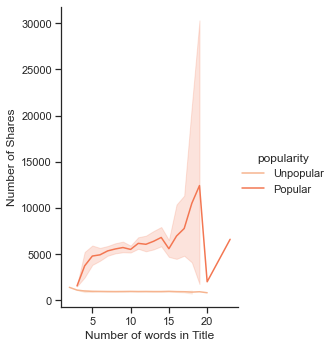 30000
25000
20000
15000
10000
5000
0
Number of Shares
5
10
15
20
Number of words in Title
popularity
Unpopular
Popular